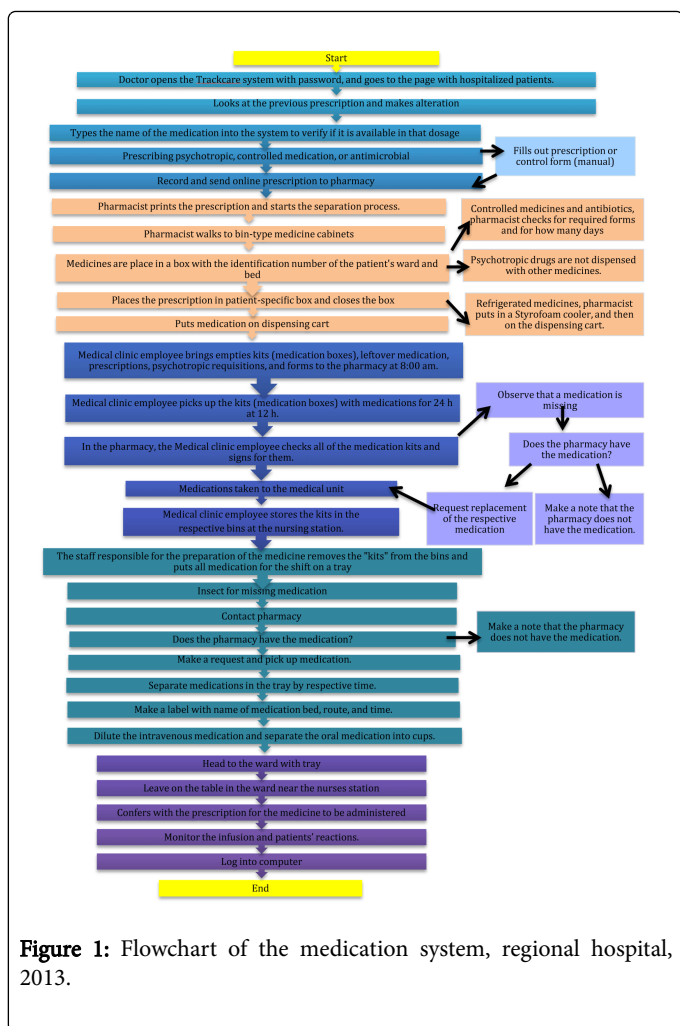 Start
Doctor opens the Trackcare system with password, and goes to the page with hospitalized patients.
Looks at the previous prescription and makes alteration
Types the name of the medication into the system to verify if it is available in that dosage
Prescribing psychotropic, controlled medication, or antimicrobial
Fills out prescription or
control form (manual)
Record and send online prescription to pharmacy
Pharmacist prints the prescription and starts the separation process.
Controlled medicines and antibiotics,
pharmacist checks for required forms
and for how many days
Pharmacist walks to bin-type medicine cabinets
Medicines are place in a box with the identification number of the patient's ward and
bed
Psychotropic drugs are not dispensed
with other medicines.
Places the prescription in patient-specific box and closes the box
Refrigerated medicines, pharmacist
puts in a Styrofoam cooler, and then
on the dispensing cart.
Puts medication on dispensing cart
Medical clinic employee brings empties kits (medication boxes), leftover medication,
prescriptions, psychotropic requisitions, and forms to the pharmacy at 8:00 am.
Medical clinic employee picks up the kits (medication boxes) with medications for 24 h
at 12 h.
Observe that a medication is
missing
In the pharmacy, the Medical clinic employee checks all of the medication kits and
signs for them.
Does the pharmacy have
the medication?
Medications taken to the medical unit
Request replacement
of the respective
medication
Make a note that the
pharmacy does not
have the medication.
Medical clinic employee stores the kits in the
respective bins at the nursing station.
The staff responsible for the preparation of the medicine removes the "kits" from the bins and
puts all medication for the shift on a tray
Insect for missing medication
Contact pharmacy
Does the pharmacy have the medication?
Make a note that the pharmacy
does not have the medication.
Make a request and pick up medication.
Separate medications in the tray by respective time.
Make a label with name of medication bed, route, and time.
Dilute the intravenous medication and separate the oral medication into cups.
Head to the ward with tray
Leave on the table in the ward near the nurses station
Confers with the prescription for the medicine to be administered
Monitor the infusion and patients' reactions.
Log into computer
End
Figure 1: Flowchart of the medication system, regional hospital,
2013.